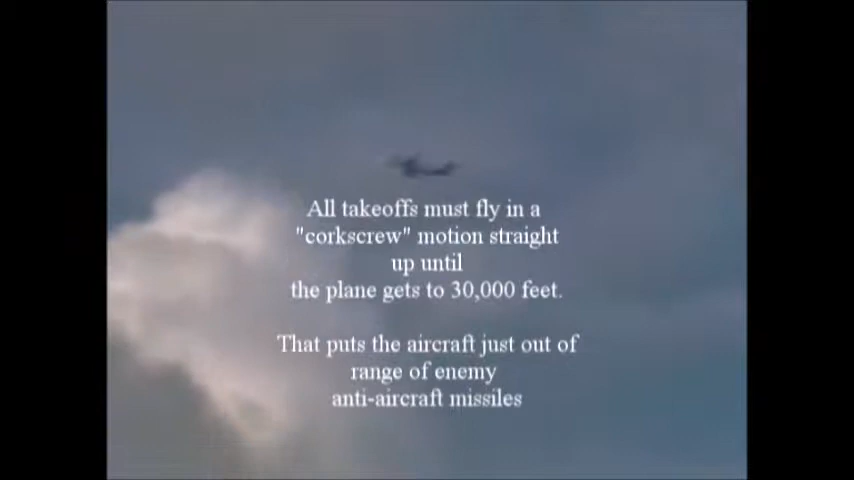 All takeoffs must fly in a
"corkscrew" motion straight
up until
the plane gets to 30,000 feet.
That puts the aircraft just out of
range of enemy
anti-aircraft missiles